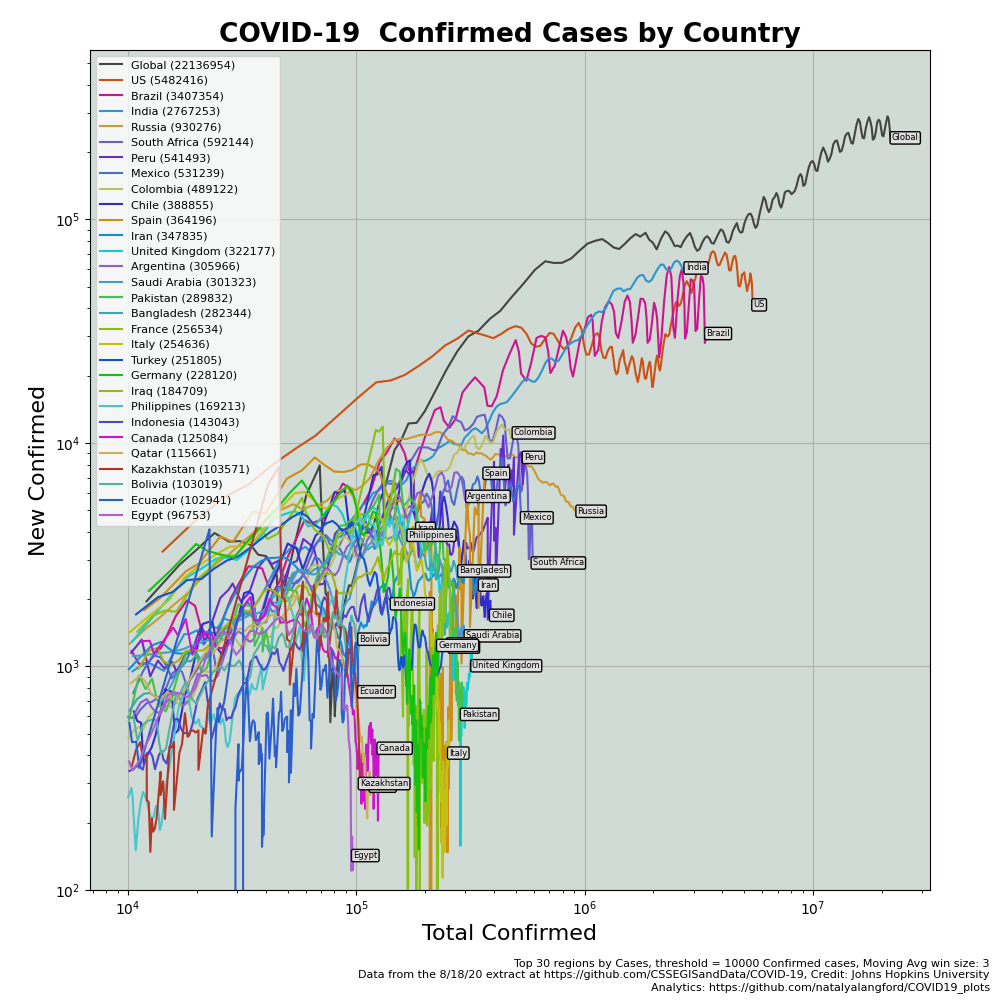 COVID-19  Confirmed Cases by Country
Global (22136954)
US (5482416)
Brazil (3407354)
India (2767253)
Russia (930276)
South Africa (592144)
Peru (541493)
Mexico (531239)
Colombia (489122)
Chile (388855)
Spain (364196)
Iran (347835)
United Kingdom (322177)
Argentina (305966)
Saudi Arabia (301323)
Pakistan (289832)
Bangladesh (282344)
France (256534)
Italy (254636)
Turkey (251805)
Germany (228120)
Iraq (184709)
Philippines (169213)
Indonesia (143043)
Canada (125084)
Qatar (115661)
Kazakhstan (103571)
Bolivia (103019)
Ecuador (102941)
Egypt (96753)
Global
India
US
Brazil
Colombia
Peru
Spain
Argentina
Russia
Mexico
Iraq
Philippines
South Africa
Bangladesh
Iran
Indonesia
Chile
Saudi Arabia
Bolivia
Germany
United Kingdom
Ecuador
Pakistan
Canada
Italy
Kazakhstan
Egypt
New Confirmed
10^5
10^4
10^3
10^2
10^4
10^5
10^6
10^7
Total Confirmed
Top 30 regions by Cases, threshold = 10000 Confirmed cases, Moving Avg win size: 3
Data from the 8/18/20 extract at https://github.com/CSSEGISandData/COVID-19, Credit: Johns Hopkins University
Analytics: https://github.com/natalyalangford/COVID19_plots